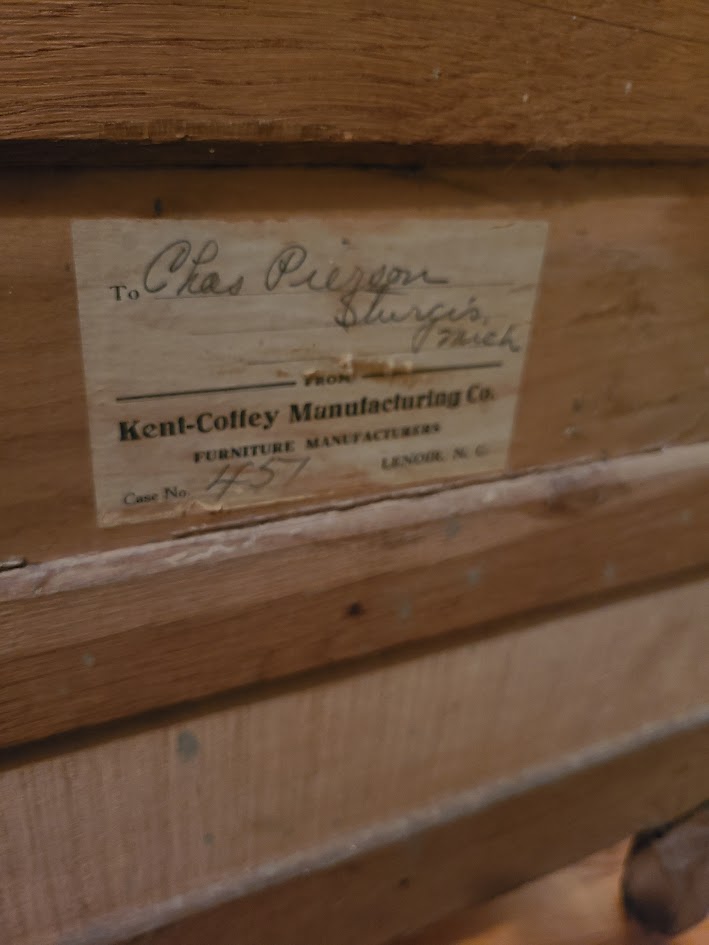 To Chas Pierson
Sturgis,
Mich
FROM
Kent-Coffey Manufacturing Co.
FURNITURE MANUFACTURERS
LENOIR, N. C.
Case No. 457